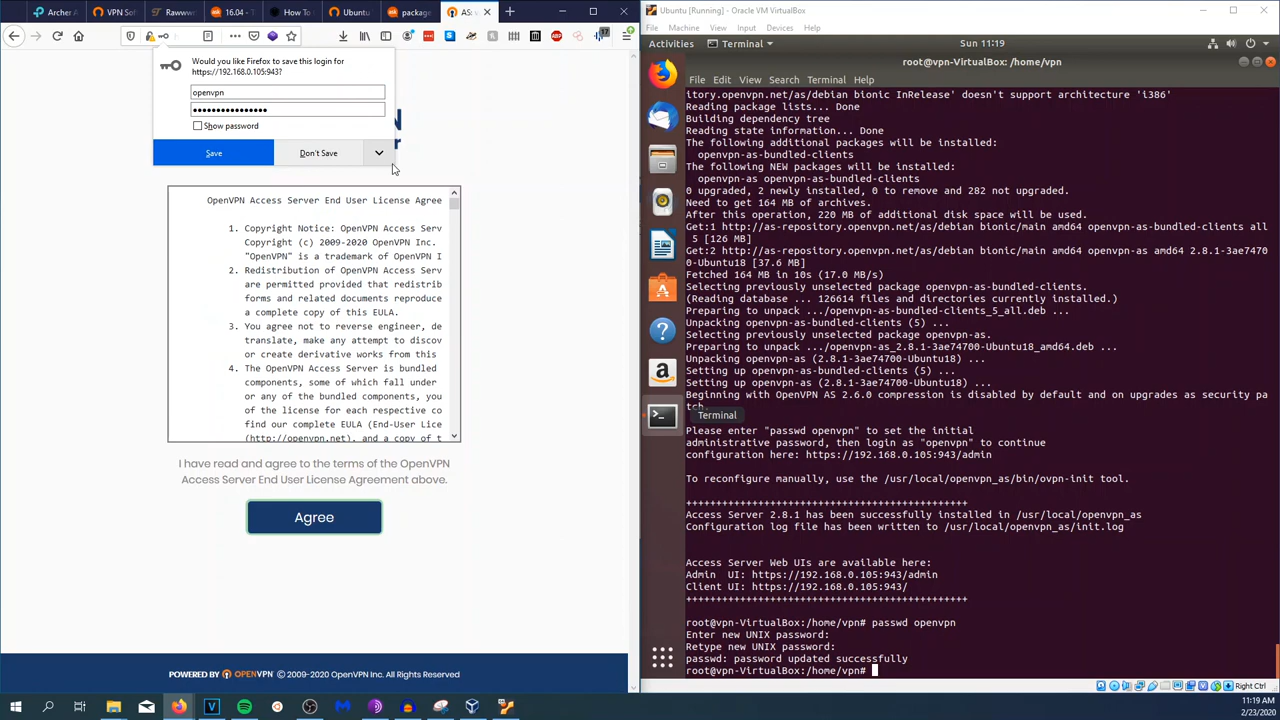 Archer A
VPN Sof
Rawww
16.04 -
How To
Ubuntu
package
AS: v
Would you like Firefox to save this login for
https://192.168.0.105:943?
openvpn
••••••••••••••••
Show password
Save
Don't Save
OpenVPN Access Server End User License Agree
1. Copyright Notice: OpenVPN Access Serv
Copyright (c) 2009-2020 OpenVPN Inc.
"OpenVPN" is a trademark of OpenVPN I
2. Redistribution of OpenVPN Access Serv
are permitted provided that redistrib
forms and related documents reproduce
a complete copy of this EULA.
3. You agree not to reverse engineer, de
translate, make any attempt to discov
or create derivative works from this
4. The OpenVPN Access Server is bundled
components, some of which fall under
or any of the bundled components, you
of the license for each respective co
find our complete EULA (End-User Lice
(http://openvpn.net), and a copy of t
I have read and agree to the terms of the OpenVPN
Access Server End User License Agreement above.
Agree
POWERED BY OPENVPN © 2009-2020 OpenVPN Inc. All Rights Reserved
Ubuntu [Running] - Oracle VM VirtualBox
File Machine View Input Devices Help
Activities Terminal Sun 11:19
root@vpn-VirtualBox: /home/vpn
File Edit View Search Terminal Help
itory.openvpn.net/as/debian bionic InRelease' doesn't support architecture 'i386'
Reading package lists... Done
Building dependency tree
Reading state information... Done
The following additional packages will be installed:
openvpn-as-bundled-clients
The following NEW packages will be installed:
openvpn-as openvpn-as-bundled-clients
0 upgraded, 2 newly installed, 0 to remove and 282 not upgraded.
Need to get 164 MB of archives.
After this operation, 220 MB of additional disk space will be used.
Get:1 http://as-repository.openvpn.net/as/debian bionic/main amd64 openvpn-as-bundled-clients all
5 [126 MB]
Get:2 http://as-repository.openvpn.net/as/debian bionic/main amd64 openvpn-as amd64 2.8.1-3ae7470
0-Ubuntu18 [37.6 MB]
Fetched 164 MB in 10s (17.0 MB/s)
Selecting previously unselected package openvpn-as-bundled-clients.
(Reading database ... 126614 files and directories currently installed.)
Preparing to unpack .../openvpn-as-bundled-clients_5_all.deb ...
Unpacking openvpn-as-bundled-clients (5) ...
Selecting previously unselected package openvpn-as.
Preparing to unpack .../openvpn-as_2.8.1-3ae74700-Ubuntu18_amd64.deb ...
Unpacking openvpn-as (2.8.1-3ae74700-Ubuntu18) ...
Setting up openvpn-as-bundled-clients (5) ...
Setting up openvpn-as (2.8.1-3ae74700-Ubuntu18) ...
Beginning with OpenVPN AS 2.6.0 compression is disabled by default and on upgrades as security pa
tch.
Terminal
Please enter "passwd openvpn" to set the initial
administrative password, then login as "openvpn" to continue
configuration here: https://192.168.0.105:943/admin
To reconfigure manually, use the /usr/local/openvpn_as/bin/ovpn-init tool.
+++++++++++++++++++++++++++++++++++++++++++++++
Access Server 2.8.1 has been successfully installed in /usr/local/openvpn_as
Configuration log file has been written to /usr/local/openvpn_as/init.log
Access Server Web UIs are available here:
Admin  UI: https://192.168.0.105:943/admin
Client UI: https://192.168.0.105:943/
+++++++++++++++++++++++++++++++++++++++++++++++
root@vpn-VirtualBox:/home/vpn# passwd openvpn
Enter new UNIX password:
Retype new UNIX password:
passwd: password updated successfully
root@vpn-VirtualBox:/home/vpn#
Right Ctrl
11:19 AM
2/23/2020